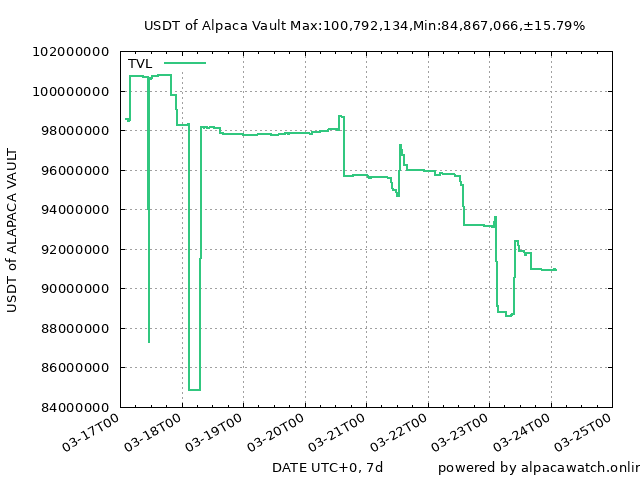 USDT of Alpaca Vault Max:100,792,134,Min:84,867,066,±15.79%
102000000
TVL
100000000
98000000
96000000
94000000
92000000
90000000
88000000
86000000
84000000
USDT of ALAPACA VAULT
03-17T00
03-18T00
03-19T00
03-20T00
03-21T00
03-22T00
03-23T00
03-24T00
03-25T00
DATE UTC+0, 7d
powered by alpacawatch.onlin